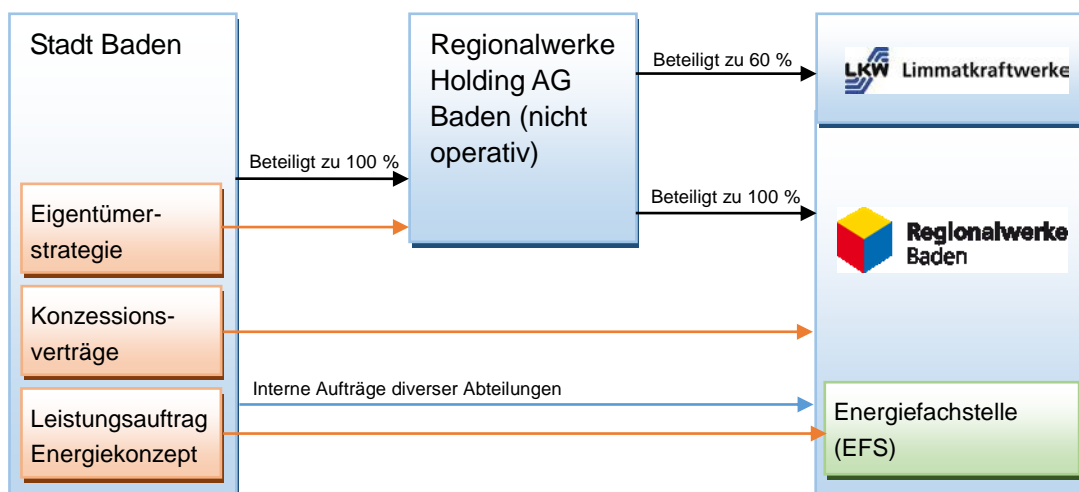 Stadt Baden
Eigentümer-
strategie
Konzessions-
verträge
Leistungsauftrag
Energiekonzept
Beteiligt zu 100 %
Regionalwerke
Holding AG
Baden (nicht
operativ)
Beteiligt zu 60 %
Beteiligt zu 100 %
Interne Aufträge diverser Abteilungen
LKW Limmatkraftwerke
Regionalwerke
Baden
Energiefachstelle
(EFS)